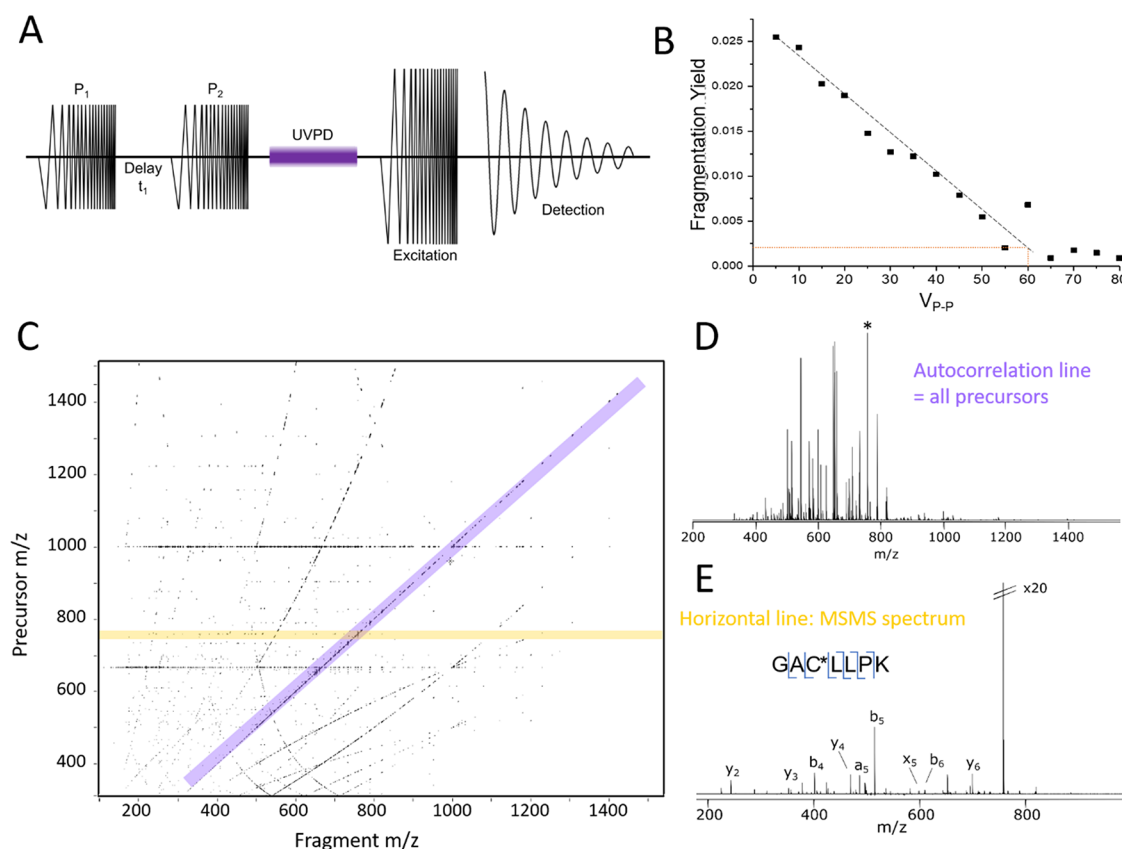 A
P1
P2
UVPD
Delay
t1
Excitation
Detection
B
Fragmentation Yield
0.025
0.020
0.015
0.010
0.005
0.000
0 10 20 30 40 50 60 70 80
VP-P
C
Precursor m/z
1400
1200
1000
800
600
400
400 600 800 1000 1200 1400
Fragment m/z
D
*
Autocorrelation line
= all precursors
200 400 600 800 1000 1200 1400
m/z
E
x20
Horizontal line: MSMS spectrum
GAC*LLPK
b5
y4
y2 y3 b4 a5 x5 b6 y6
200 400 600 800
m/z